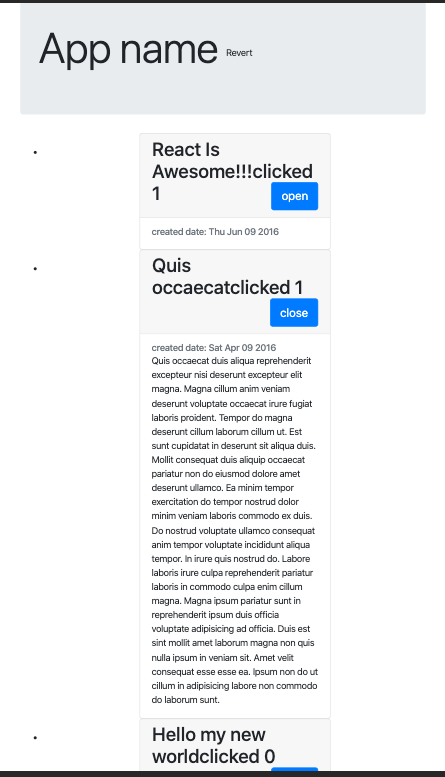 App name Revert
React Is
Awesome!!!clicked
1
open
created date: Thu Jun 09 2016
Quis
occaecatclicked 1
close
created date: Sat Apr 09 2016
Quis occaecat duis aliqua reprehenderit
excepteur nisi deserunt excepteur elit
magna. Magna cillum anim veniam
deserunt voluptate occaecat irure fugiat
laboris proident. Tempor do magna
deserunt cillum laborum cillum ut. Est
sunt cupidatat in deserunt sit aliqua duis.
Mollit consequat duis aliquip occaecat
pariatur non do eiusmod dolore amet
deserunt ullamco. Ea minim tempor
exercitation do tempor nostrud dolor
minim veniam laboris commodo ex duis.
Do nostrud voluptate ullamco consequat
anim tempor voluptate incididunt aliqua
tempor. In irure quis nostrud do. Labore
laboris irure culpa reprehenderit pariatur
laboris in commodo culpa enim cillum
magna. Magna ipsum pariatur sunt in
reprehenderit ipsum duis officia
voluptate adipisicing ad officia. Duis est
sint mollit amet laborum magna non quis
nulla ipsum in veniam sit. Amet velit
consequat esse esse ea. Ipsum non do ut
cillum in adipisicing labore non commodo
do laborum sunt.
Hello my new
worldclicked 0